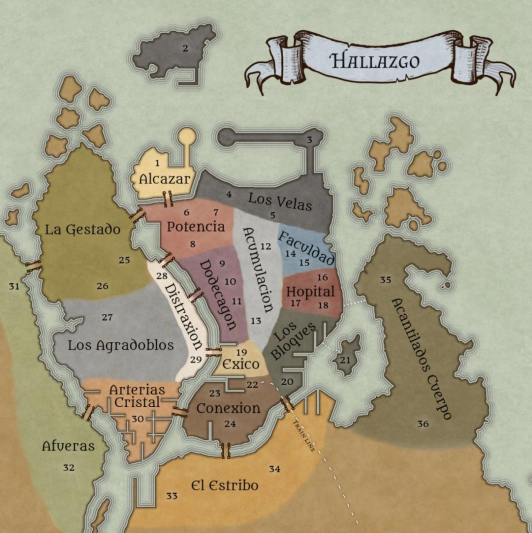 HALLAZGO
2
1
Alcazar
3
4
Los Velas
5
6
7
Potencia
8
La Gestado
25
26
31
Acumulacion
12
13
Facultad
14
15
9
Dodecagon
10
11
16
Hopital
17
18
28
Distraxion
29
27
Los Agradoblos
Los
Bloques
20
21
35
Acantilados Cuerpo
36
19
Exico
22
23
Conexion
24
Arterias
Cristal
30
Afueras
32
TRAIN LINE
34
El Estribo
33